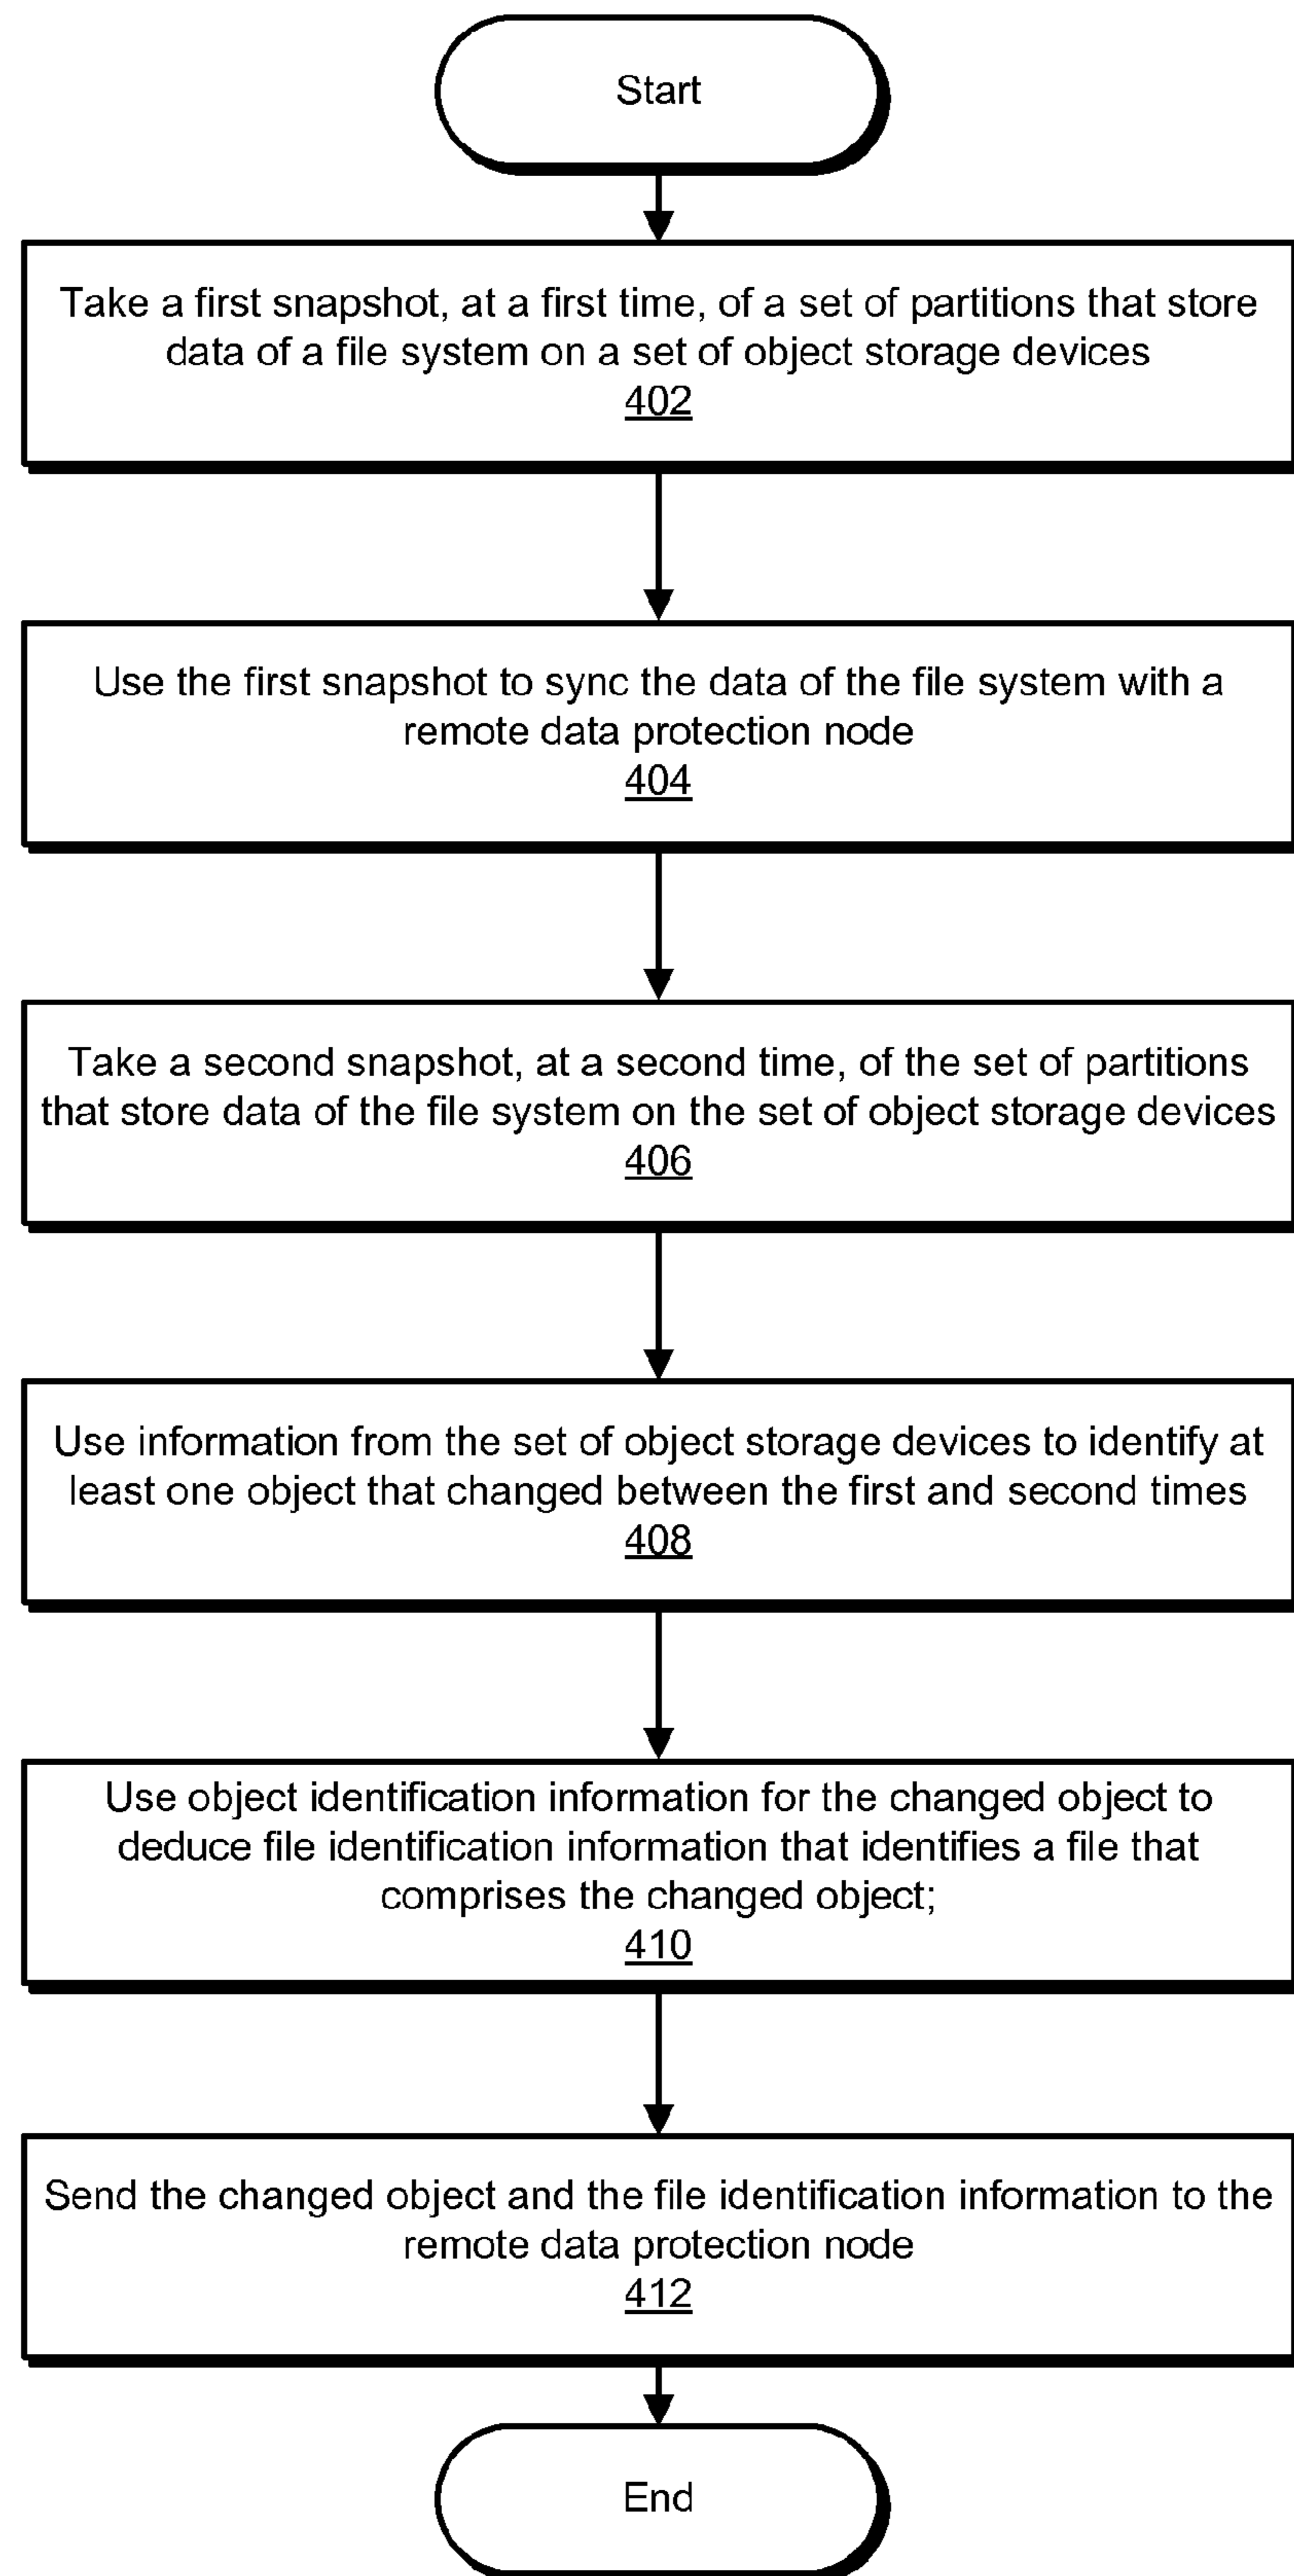 Start
Take a first snapshot, at a first time, of a set of partitions that store
data of a file system on a set of object storage devices
402
Use the first snapshot to sync the data of the file system with a
remote data protection node
404
Take a second snapshot, at a second time, of the set of partitions
that store data of the file system on the set of object storage devices
406
Use information from the set of object storage devices to identify at
least one object that changed between the first and second times
408
Use object identification information for the changed object to
deduce file identification information that identifies a file that
comprises the changed object;
410
Send the changed object and the file identification information to the
remote data protection node
412
End